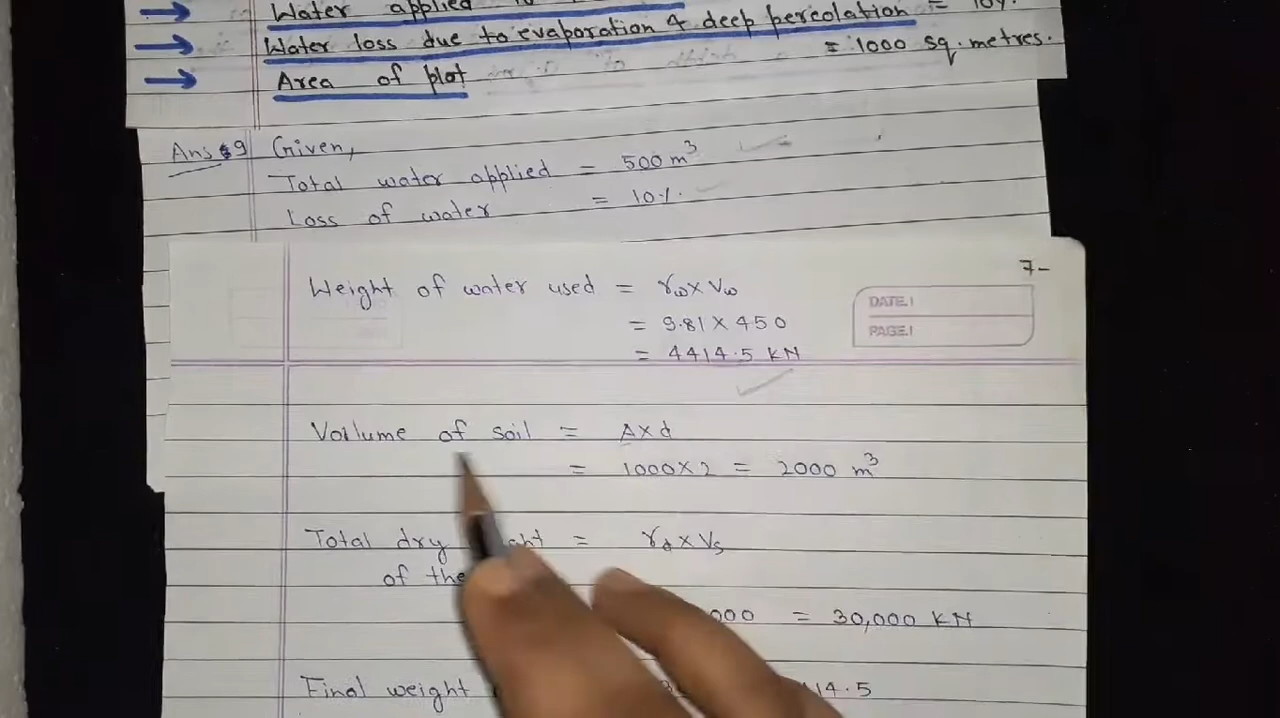 Water applied
Water loss due to evaporation & deep percolation = 10%.
Area of plot = 1000 sq. metres.
Ans 9 Given,
Total water applied = 500 m³
Loss of water = 10%.
7-
Weight of water used = γw × Vw
DATE:
= 9.81 × 450
PAGE:
= 4414.5 KN
Voilume of soil = A×d
= 1000×2 = 2000 m³
Total dry = γd × Vs
of the
000 = 30,000 KN
Final weight 14.5